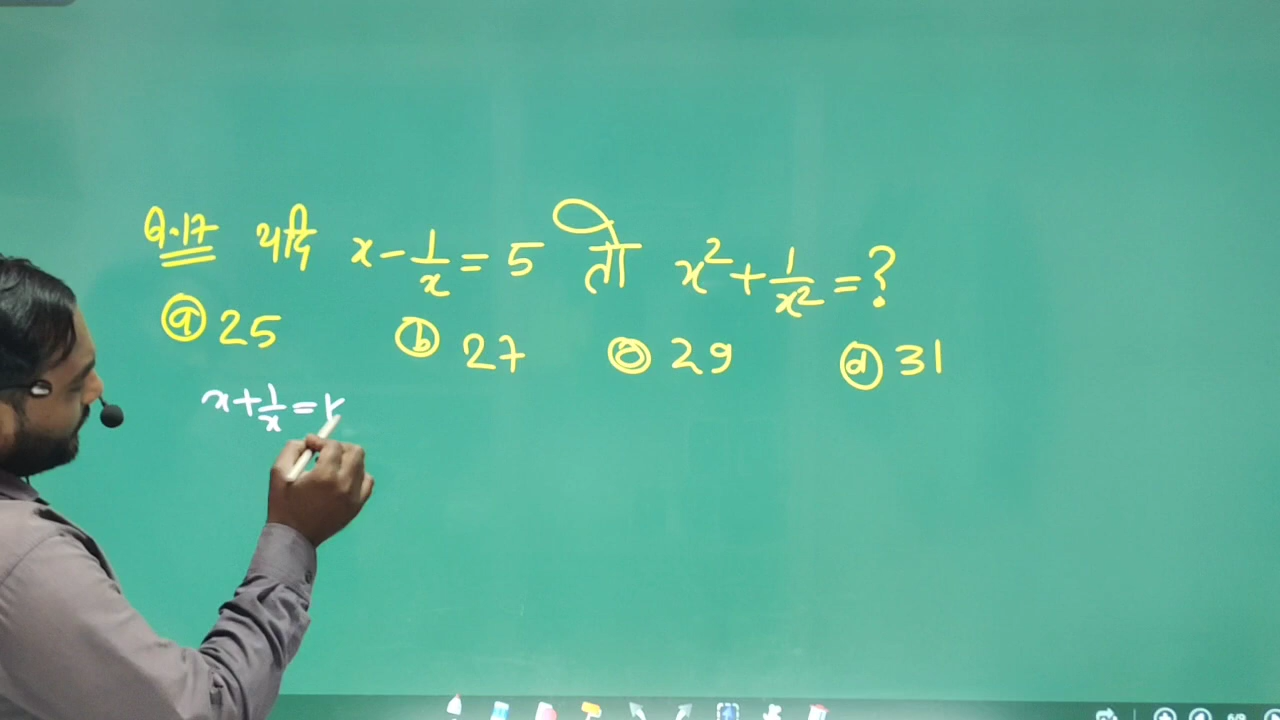 Q.17 यदि x - 1/x = 5 तो x² + 1/x² = ?
(a) 25 (b) 27 (c) 29 (d) 31
x + 1/x =